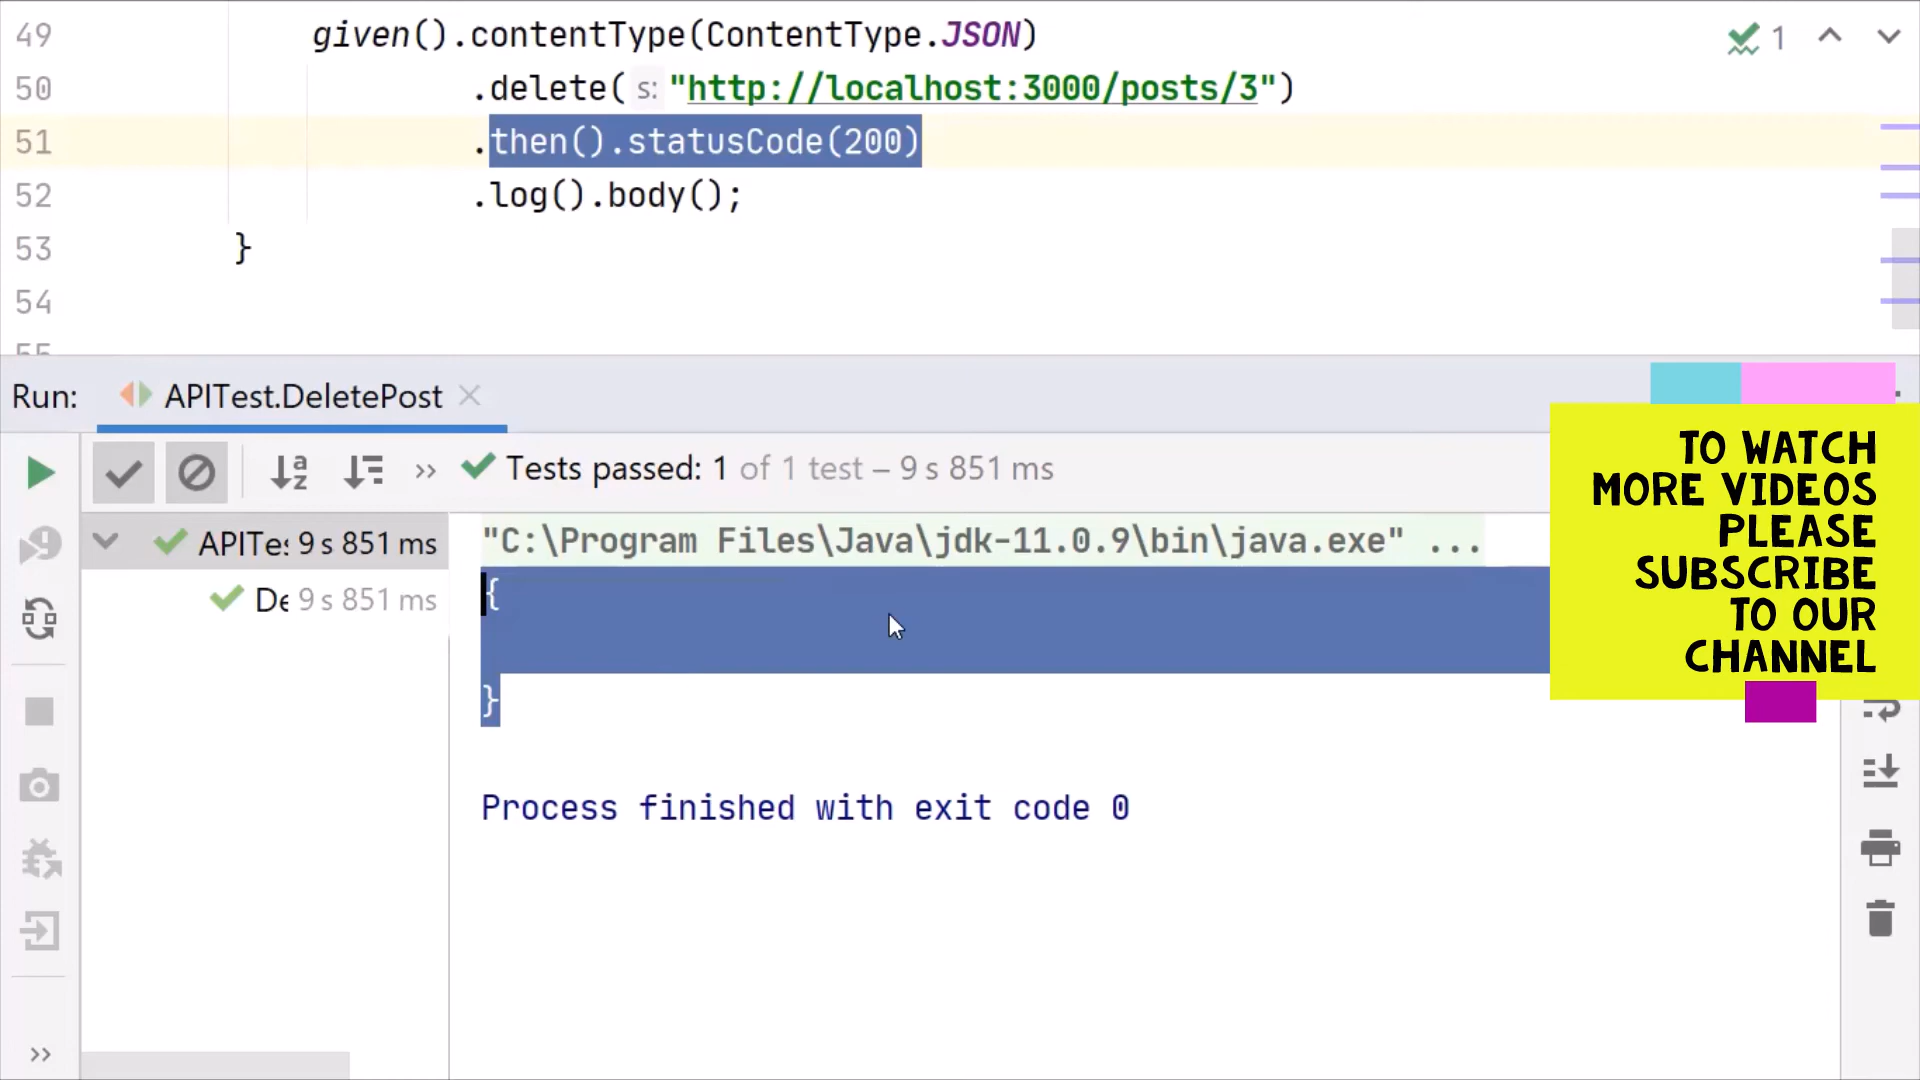 49 given().contentType(ContentType.JSON)
50 .delete( s: "http://localhost:3000/posts/3")
51 .then().statusCode(200)
52 .log().body();
53 }
54
55
1
Run: APITest.DeletePost
Tests passed: 1 of 1 test – 9 s 851 ms
APITe 9 s 851 ms
De 9 s 851 ms
"C:\Program Files\Java\jdk-11.0.9\bin\java.exe" ...
{
}
Process finished with exit code 0
TO WATCH
MORE VIDEOS
PLEASE
SUBSCRIBE
TO OUR
CHANNEL